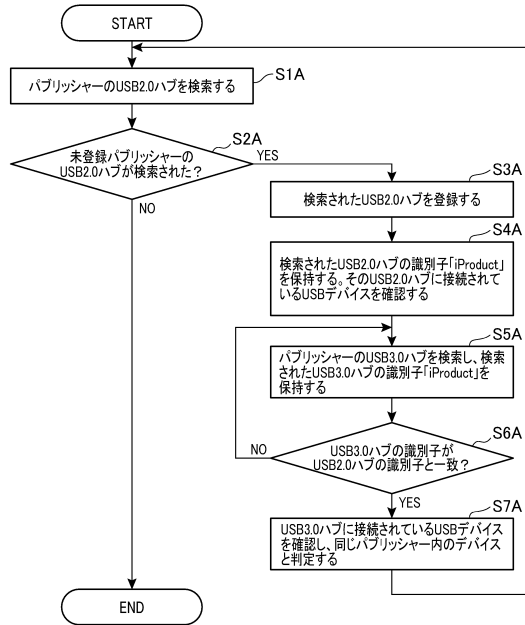 START
S1A
パブリッシャーのUSB2.0ハブを検索する
S2A
未登録パブリッシャーの
USB2.0ハブが検索された？
YES
NO
S3A
検索されたUSB2.0ハブを登録する
S4A
検索されたUSB2.0ハブの識別子「iProduct」
を保持する。そのUSB2.0ハブに接続されて
いるUSBデバイスを確認する
S5A
パブリッシャーのUSB3.0ハブを検索し、検索
されたUSB3.0ハブの識別子「iProduct」を
保持する
S6A
USB3.0ハブの識別子が
USB2.0ハブの識別子と一致？
NO
YES
S7A
USB3.0ハブに接続されているUSBデバイス
を確認し、同じパブリッシャー内のデバイス
と判定する
END